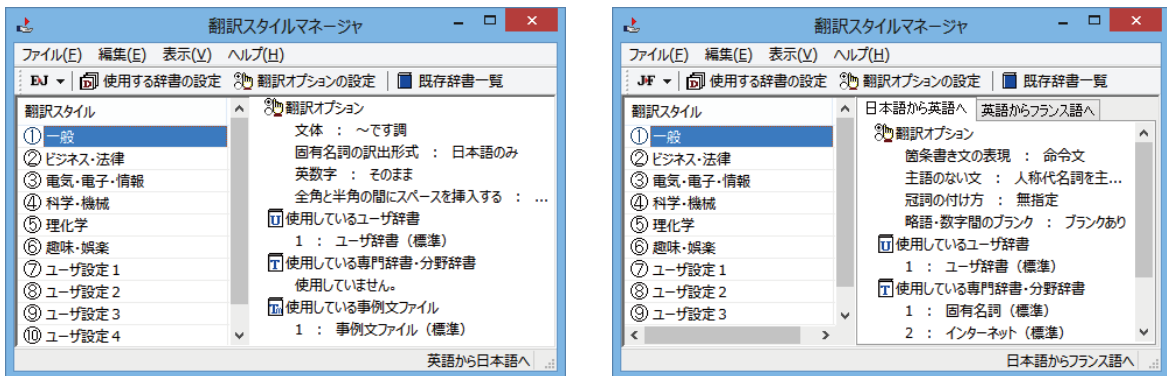 翻訳スタイルマネージャ
ファイル(F) 編集(E) 表示(V) ヘルプ(H)
EJ 使用する辞書の設定 翻訳オプションの設定 既存辞書一覧
翻訳スタイル
① 一般
② ビジネス・法律
③ 電気・電子・情報
④ 科学・機械
⑤ 理化学
⑥ 趣味・娯楽
⑦ ユーザ設定 1
⑧ ユーザ設定 2
⑨ ユーザ設定 3
⑩ ユーザ設定 4
翻訳オプション
文体 : ～です調
固有名詞の訳出形式 : 日本語のみ
英数字 : そのまま
全角と半角の間にスペースを挿入する : ...
U 使用しているユーザ辞書
1 : ユーザ辞書（標準）
T 使用している専門辞書・分野辞書
使用していません。
使用している事例文ファイル
1 : 事例文ファイル（標準）
英語から日本語へ
翻訳スタイルマネージャ
ファイル(F) 編集(E) 表示(V) ヘルプ(H)
JF 使用する辞書の設定 翻訳オプションの設定 既存辞書一覧
翻訳スタイル
① 一般
② ビジネス・法律
③ 電気・電子・情報
④ 科学・機械
⑤ 理化学
⑥ 趣味・娯楽
⑦ ユーザ設定 1
⑧ ユーザ設定 2
⑨ ユーザ設定 3
日本語から英語へ 英語からフランス語へ
翻訳オプション
箇条書き文の表現 : 命令文
主語のない文 : 人称代名詞を主...
冠詞の付け方 : 無指定
略語・数字間のブランク : ブランクあり
U 使用しているユーザ辞書
1 : ユーザ辞書（標準）
T 使用している専門辞書・分野辞書
1 : 固有名詞（標準）
2 : インターネット（標準）
日本語からフランス語へ